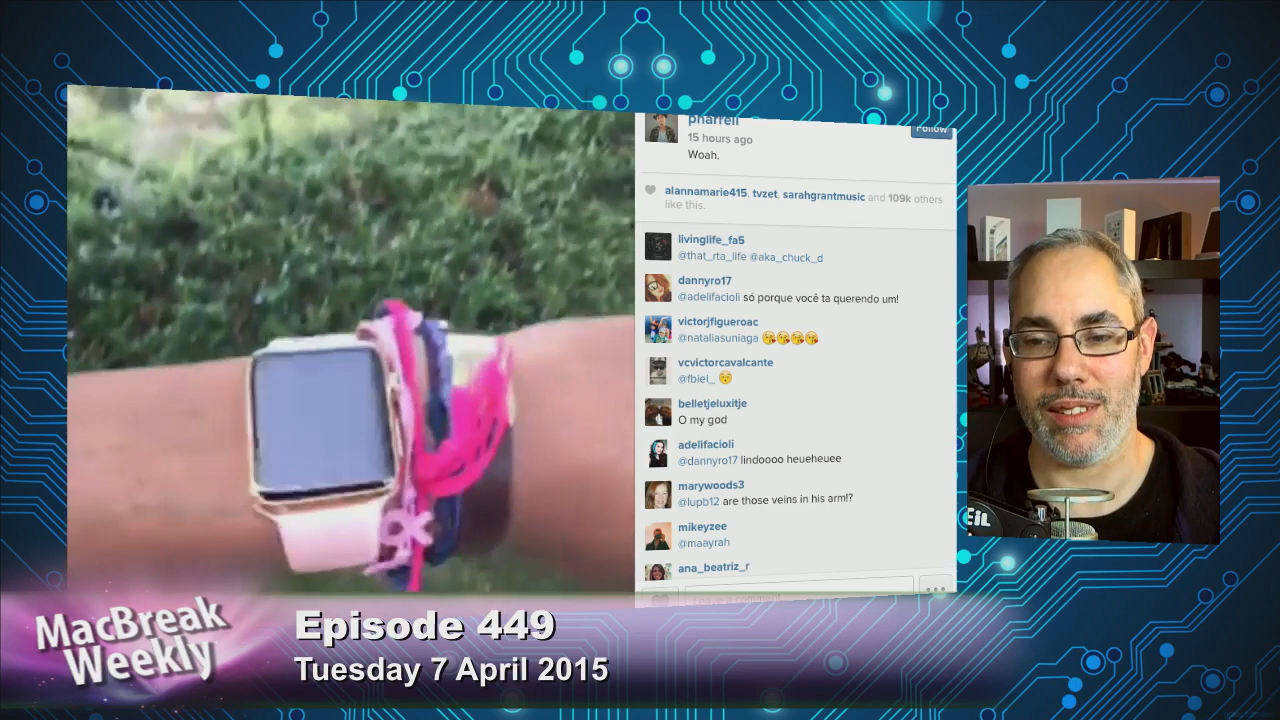 pharrell
Follow
15 hours ago
Woah.
alannamarie415, tvzet, sarahgrantmusic and 109k others
like this.
livinglife_fa5
@that_rta_life @aka_chuck_d
dannyro17
@adelifacioli só porque você ta querendo um!
victorjfigueroac
@nataliasuniaga 😘😘😘😘
vcvictorcavalcante
@fbiel_ 😚
belletjeluxitje
O my god
adelifacioli
@dannyro17 lindoooo heueheuee
marywoods3
@lupb12 are those veins in his arm!?
mikeyzee
@maayrah
ana_beatriz_r
MacBreak
Weekly
Episode 449
Tuesday 7 April 2015